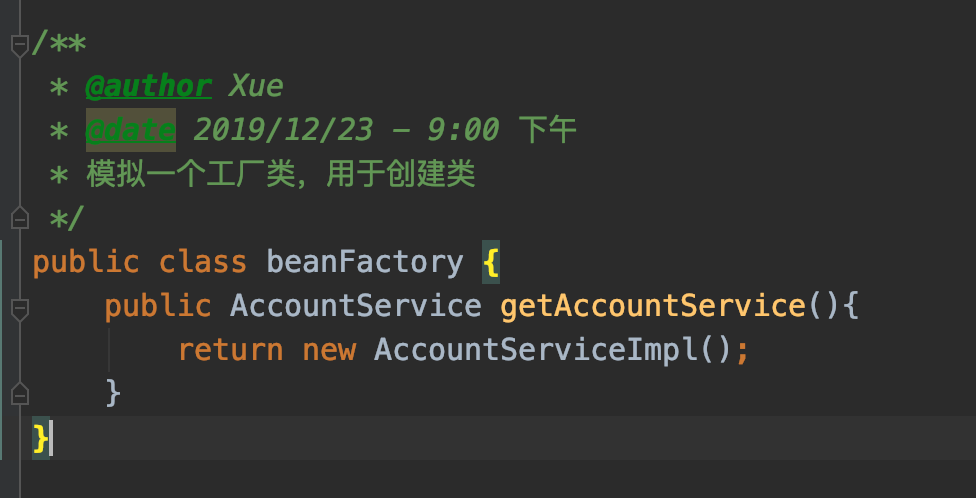 /**
 * @author Xue
 * @date 2019/12/23 - 9:00 下午
 * 模拟一个工厂类，用于创建类
 */
public class beanFactory {
    public AccountService getAccountService(){
        return new AccountServiceImpl();
    }
}